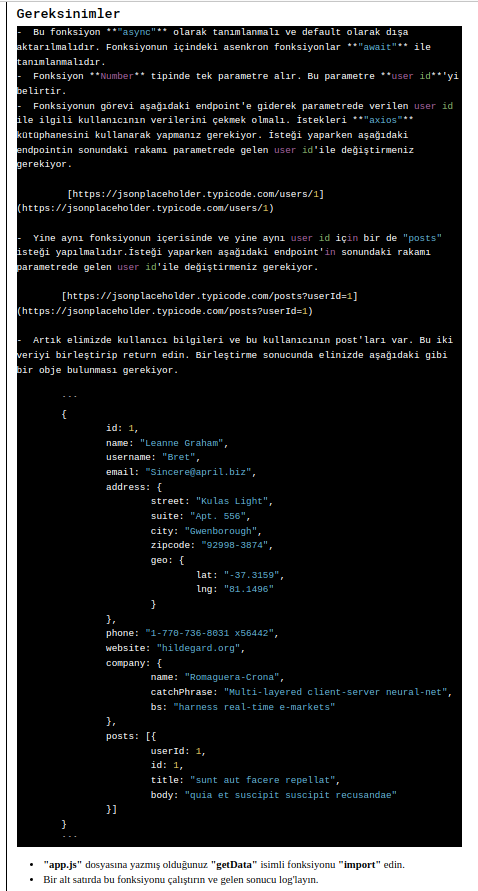 Gereksinimler
-  Bu fonksiyon **"async"** olarak tanımlanmalı ve default olarak dışa
aktarılmalıdır. Fonksiyonun içindeki asenkron fonksiyonlar **"await"** ile
tanımlanmalıdır.
-  Fonksiyon **Number** tipinde tek parametre alır. Bu parametre **user id**'yi
belirtir.
-  Fonksiyonun görevi aşağıdaki endpoint'e giderek parametrede verilen user id
ile ilgili kullanıcının verilerini çekmek olmalı. İstekleri **"axios"**
kütüphanesini kullanarak yapmanız gerekiyor. İsteği yaparken aşağıdaki
endpointin sonundaki rakamı parametrede gelen user id'ile değiştirmeniz
gerekiyor.
[https://jsonplaceholder.typicode.com/users/1]
(https://jsonplaceholder.typicode.com/users/1)
-  Yine aynı fonksiyonun içerisinde ve yine aynı user id için bir de "posts"
isteği yapılmalıdır.İsteği yaparken aşağıdaki endpoint'in sonundaki rakamı
parametrede gelen user id'ile değiştirmeniz gerekiyor.
[https://jsonplaceholder.typicode.com/posts?userId=1]
(https://jsonplaceholder.typicode.com/posts?userId=1)
-  Artık elimizde kullanıcı bilgileri ve bu kullanıcının post'ları var. Bu iki
veriyi birleştirip return edin. Birleştirme sonucunda elinizde aşağıdaki gibi
bir obje bulunması gerekiyor.
```
{
id: 1,
name: "Leanne Graham",
username: "Bret",
email: "Sincere@april.biz",
address: {
street: "Kulas Light",
suite: "Apt. 556",
city: "Gwenborough",
zipcode: "92998-3874",
geo: {
lat: "-37.3159",
lng: "81.1496"
}
},
phone: "1-770-736-8031 x56442",
website: "hildegard.org",
company: {
name: "Romaguera-Crona",
catchPhrase: "Multi-layered client-server neural-net",
bs: "harness real-time e-markets"
},
posts: [{
userId: 1,
id: 1,
title: "sunt aut facere repellat",
body: "quia et suscipit suscipit recusandae"
}]
}
```
• "app.js" dosyasına yazmış olduğunuz "getData" isimli fonksiyonu "import" edin.
• Bir alt satırda bu fonksiyonu çalıştırın ve gelen sonucu log'layın.